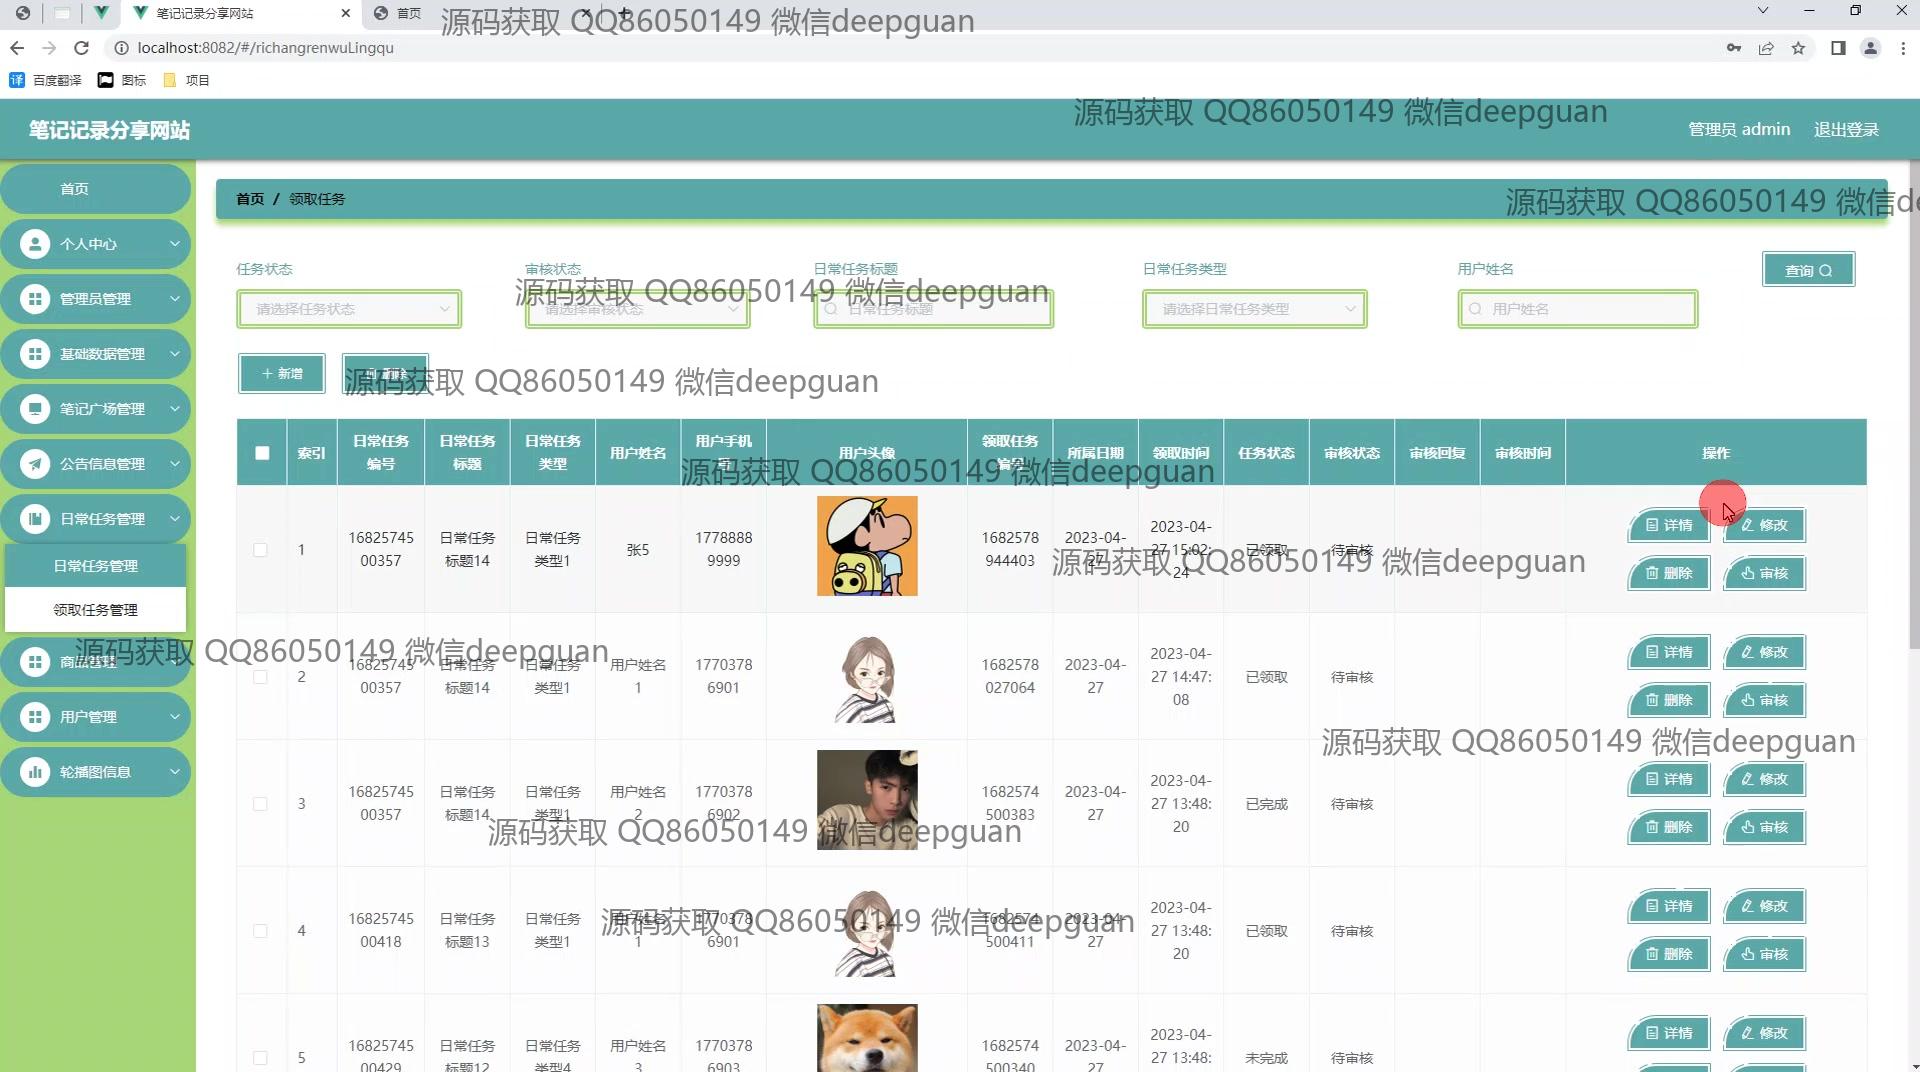 笔记记录分享网站
首页
源码获取 QQ86050149 微信deepguan
localhost:8082/#/richangrenwuLingqu
百度翻译
图标
项目
源码获取 QQ86050149 微信deepguan
笔记记录分享网站
管理员 admin
退出登录
首页
个人中心
管理员管理
基础数据管理
笔记广场管理
公告信息管理
日常任务管理
日常任务管理
领取任务管理
用户管理
轮播图信息
首页 / 领取任务
源码获取 QQ86050149 微信de
任务状态
审核状态
日常任务标题
日常任务类型
用户姓名
查询
请选择任务状态
请选择审核状态
日常任务标题
请选择日常任务类型
用户姓名
源码获取 QQ86050149 微信deepguan
新增
删除
源码获取 QQ86050149 微信deepguan
索引
日常任务编号
日常任务标题
日常任务类型
用户姓名
用户手机
用户头像
领取任务编号
所属日期
领取时间
任务状态
审核状态
审核回复
审核时间
操作
源码获取 QQ86050149 微信deepguan
1
16825745
00357
日常任务
标题14
日常任务
类型1
张5
1778888
9999
1682578
944403
2023-04-
27
2023-04-
27 15:02:
24
已领取
待审核
详情
修改
删除
审核
源码获取 QQ86050149 微信deepguan
源码获取 QQ86050149 微信deepguan
2
16825745
00357
日常任务
标题14
日常任务
类型1
用户姓名
1
1770378
6901
1682578
027064
2023-04-
27
2023-04-
27 14:47:
08
已领取
待审核
详情
修改
删除
审核
源码获取 QQ86050149 微信deepguan
3
16825745
00357
日常任务
标题14
日常任务
类型1
用户姓名
2
1770378
6902
1682574
500383
2023-04-
27
2023-04-
27 13:48:
20
已完成
待审核
详情
修改
删除
审核
源码获取 QQ86050149 微信deepguan
4
16825745
00418
日常任务
标题13
日常任务
类型1
用户姓名
1
1770378
6901
1682574
500411
2023-04-
27
2023-04-
27 13:48:
20
已领取
待审核
详情
修改
删除
审核
源码获取 QQ86050149 微信deepguan
5
16825745
00429
日常任务
标题12
日常任务
类型4
用户姓名
3
1770378
6903
1682574
500340
2023-04-
27
2023-04-
27 13:48:
未完成
待审核
详情
修改